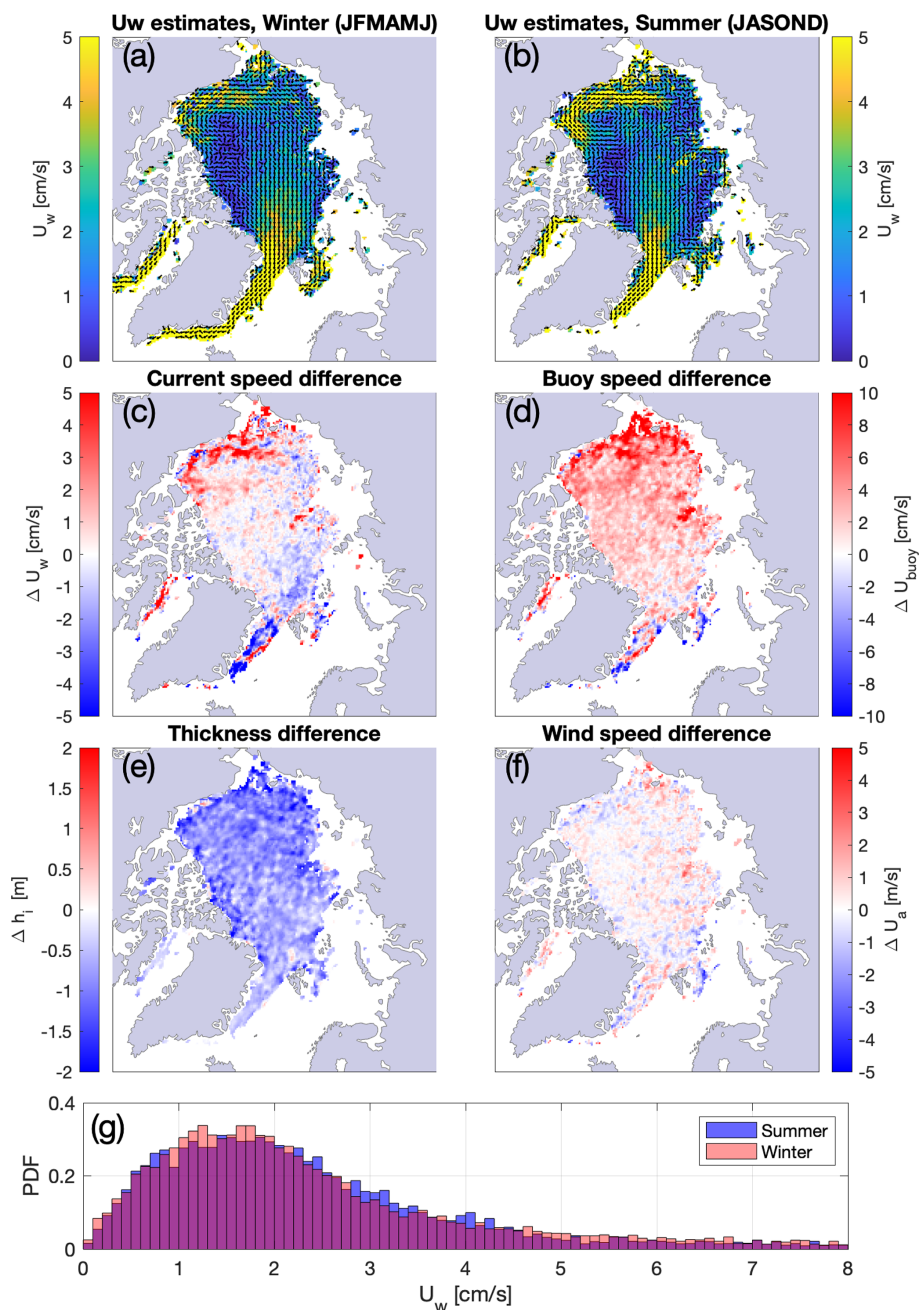 Uw estimates, Winter (JFMAMJ)
Uw estimates, Summer (JASOND)
(a)
5
4
3
2
1
0
U_w [cm/s]
(b)
5
4
3
2
1
0
U_w [cm/s]
Current speed difference
Buoy speed difference
(c)
5
4
3
2
1
0
-1
-2
-3
-4
-5
Δ U_w [cm/s]
(d)
10
8
6
4
2
0
-2
-4
-6
-8
-10
Δ U_buoy [cm/s]
Thickness difference
Wind speed difference
(e)
2
1.5
1
0.5
0
-0.5
-1
-1.5
-2
Δ h_i [m]
(f)
5
4
3
2
1
0
-1
-2
-3
-4
-5
Δ U_a [m/s]
(g)
0.4
0.2
0
PDF
Summer
Winter
0 1 2 3 4 5 6 7 8
U_w [cm/s]